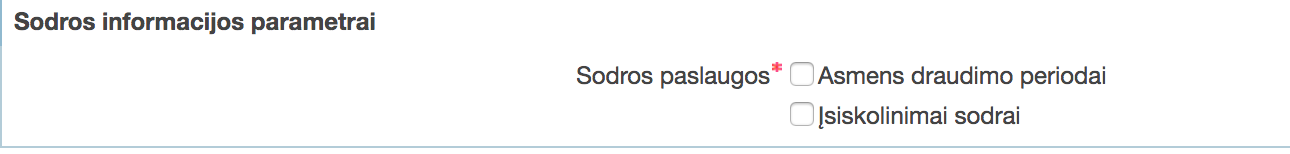 Sodros informacijos parametrai
Sodros paslaugos* Asmens draudimo periodai
Įsiskolinimai sodrai